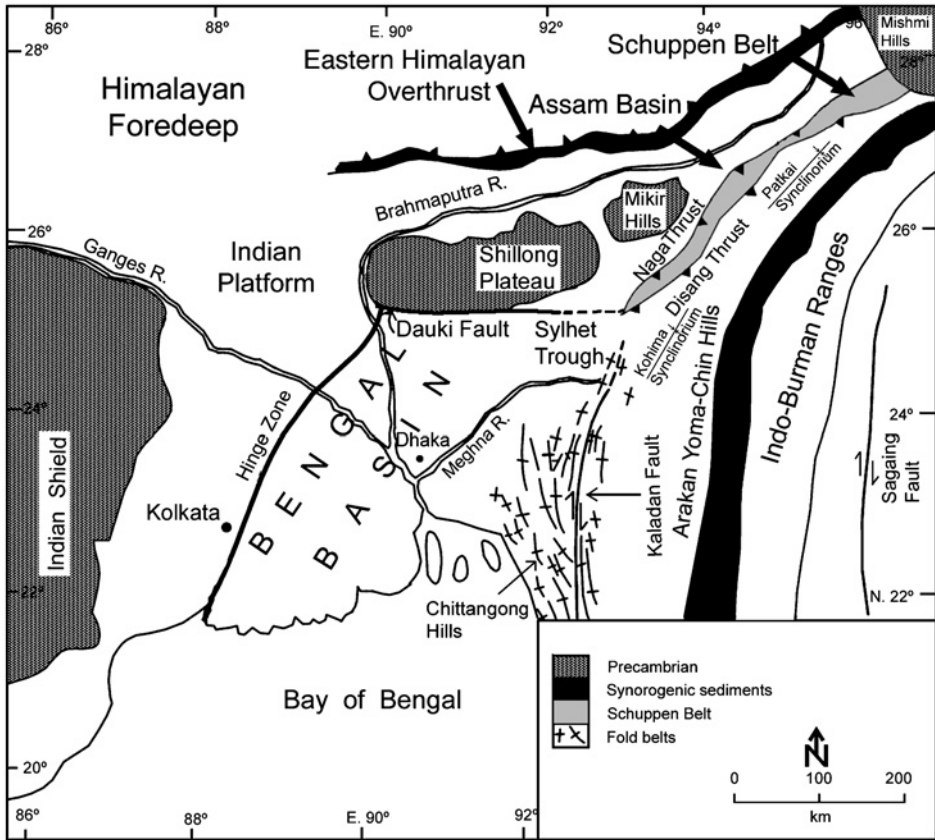 86º
88º
E. 90º
92º
94º
96º
28º
Mishmi
Hills
28º
Schuppen Belt
Eastern Himalayan
Overthrust
Himalayan
Foredeep
Assam Basin
Patkai
Synclinorium
Brahmaputra R.
Mikir
Hills
26º
26º
Ganges R.
Indian
Platform
Shillong
Plateau
Naga Thrust
Disang Thrust
Dauki Fault
Sylhet
Trough
Kohima
Synclinorium
Arakan Yoma-Chin Hills
Indo-Burman Ranges
24º
24º
Indian Shield
Hinge Zone
BENGAL
BASIN
Dhaka
Meghna R.
Kaladan Fault
Sagaing
Fault
Kolkata
22º
N. 22º
Chittangong
Hills
Bay of Bengal
Precambrian
Synorogenic sediments
Schuppen Belt
Fold belts
N
0 100 200
km
20º
86º
88º
E. 90º
92º